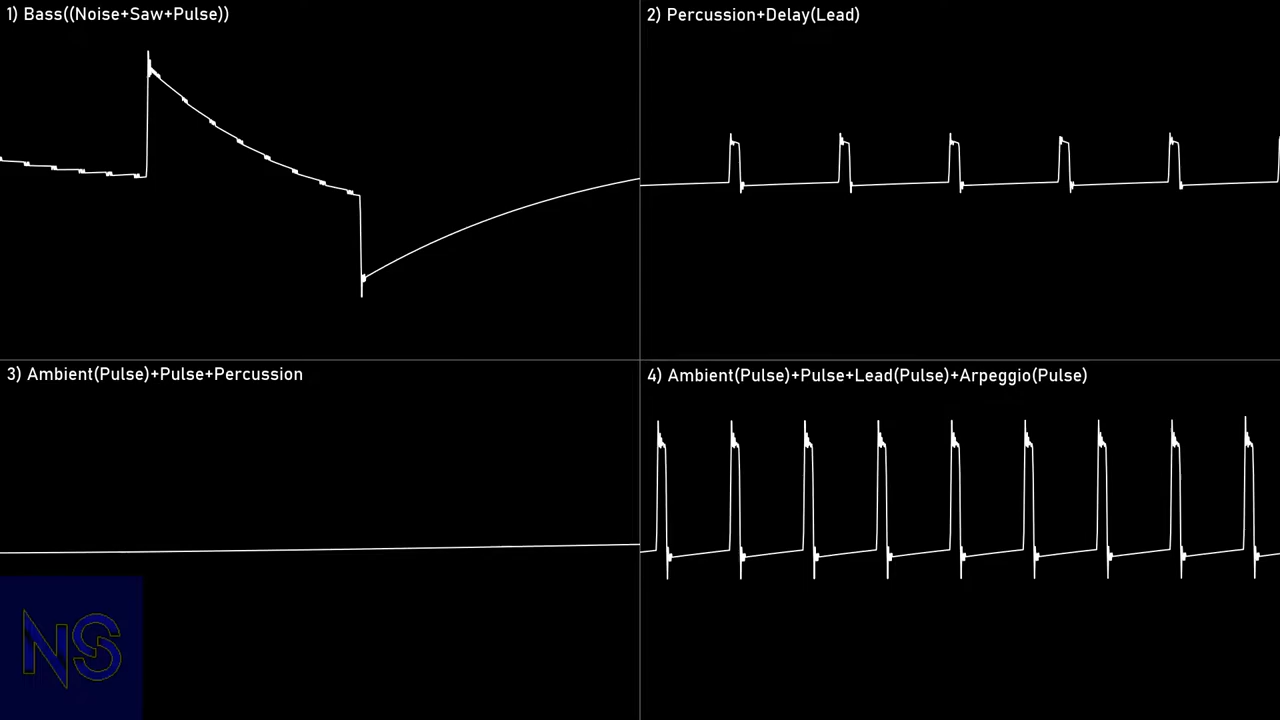 1) Bass((Noise+Saw+Pulse))
2) Percussion+Delay(Lead)
3) Ambient(Pulse)+Pulse+Percussion
4) Ambient(Pulse)+Pulse+Lead(Pulse)+Arpeggio(Pulse)
NS